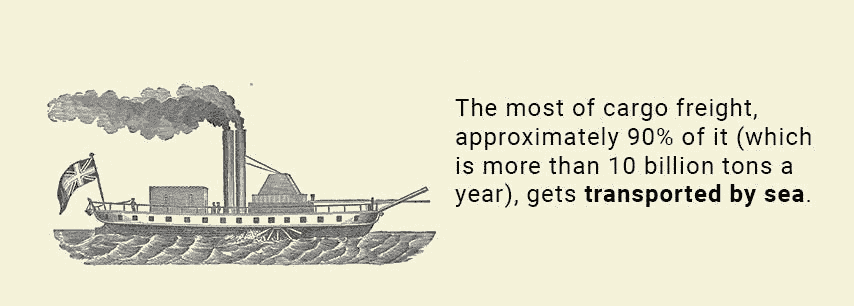 The most of cargo freight,
approximately 90% of it (which
is more than 10 billion tons a
year), gets transported by sea.